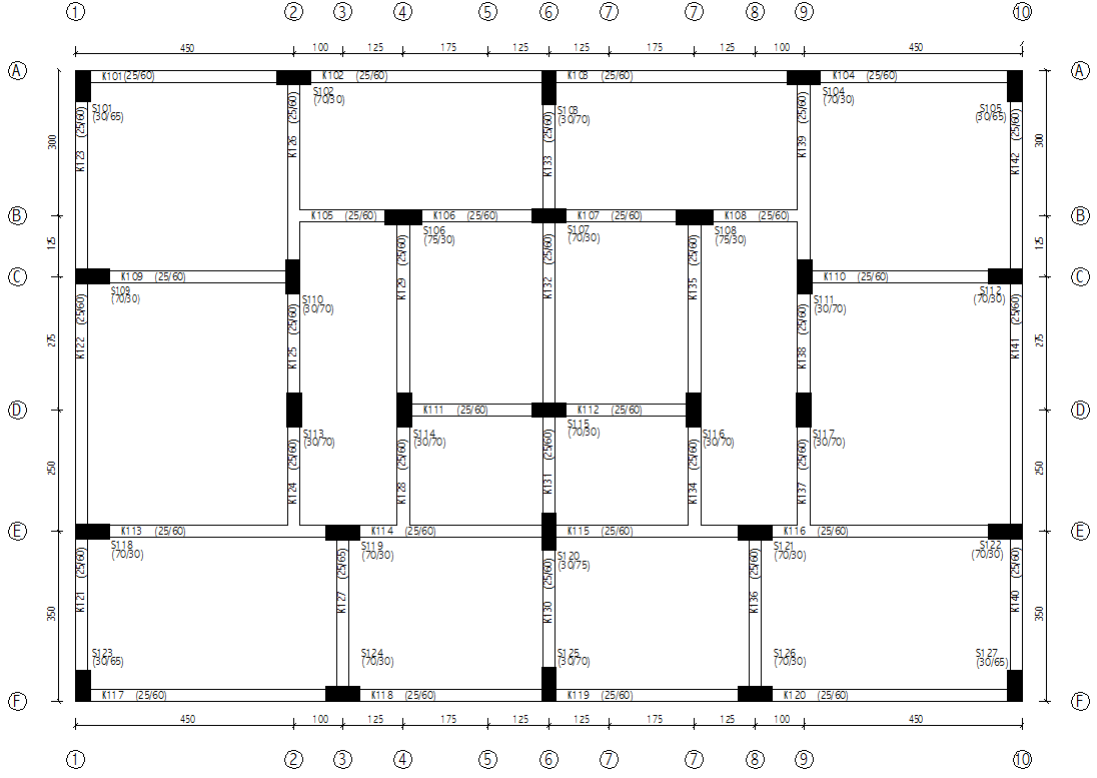 1 2 3 4 5 6 7 7 8 9 10
450 100 125 175 125 125 175 125 100 450
A K101(25/60) K102 (25/60) K103 (25/60) K104 (25/60) A
S101 (30/65)
S102 (70/30)
S103 (30/70)
S104 (70/30)
S105 (30/65)
K123 (25/60)
K126 (25/60)
K133 (25/60)
K139 (25/60)
K142 (25/60)
300 300
B K105 (25/60) K106 (25/60) K107 (25/60) K108 (25/60) B
S106 (75/30)
S107 (70/30)
S108 (75/30)
125 125
K129 (25/60)
K132 (25/60)
K135 (25/60)
C K109 (25/60) K110 (25/60) C
S109 (70/30)
S110 (30/70)
S111 (30/70)
S112 (70/30)
K122 (25/60)
K125 (25/60)
K138 (25/60)
K141 (25/60)
275 275
D K111 (25/60) K112 (25/60) D
S113 (30/70)
S114 (30/70)
S115 (70/30)
S116 (30/70)
S117 (30/70)
K124 (25/60)
K128 (25/60)
K131 (25/60)
K134 (25/60)
K137 (25/60)
250 250
E K113 (25/60) K114 (25/60) K115 (25/60) K116 (25/60) E
S118 (70/30)
S119 (70/30)
S120 (30/75)
S121 (70/30)
S122 (70/30)
K121 (25/60)
K127 (25/65)
K130 (25/60)
K136 (25/60)
K140 (25/60)
350 350
S123 (30/65)
S124 (70/30)
S125 (30/70)
S126 (70/30)
S127 (30/65)
F K117 (25/60) K118 (25/60) K119 (25/60) K120 (25/60) F
450 100 125 175 125 125 175 125 100 450
1 2 3 4 5 6 7 7 8 9 10